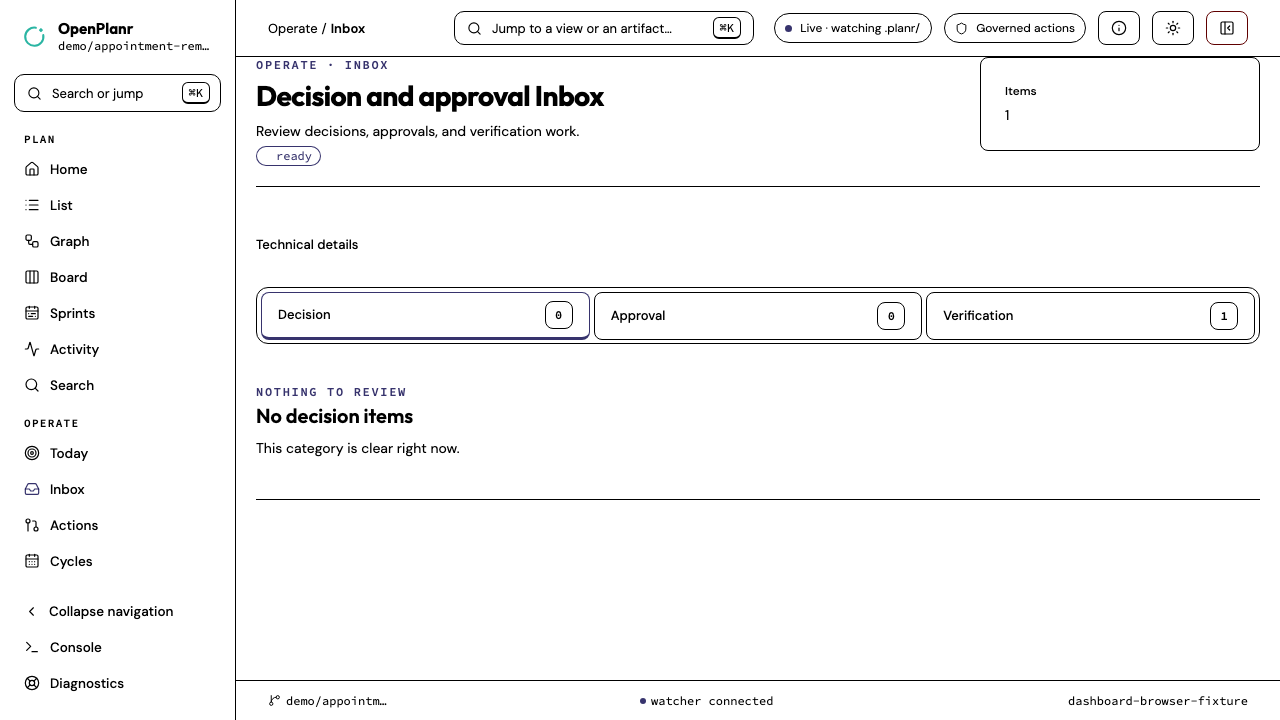 OpenPlanr
demo/appointment-rem…
Search or jump ⌘K
PLAN
Home
List
Graph
Board
Sprints
Activity
Search
OPERATE
Today
Inbox
Actions
Cycles
Collapse navigation
Console
Diagnostics
Operate / Inbox
Jump to a view or an artifact… ⌘K
Live · watching .planr/
Governed actions
OPERATE · INBOX
Decision and approval Inbox
Review decisions, approvals, and verification work.
ready
Items
1
Technical details
Decision 0
Approval 0
Verification 1
NOTHING TO REVIEW
No decision items
This category is clear right now.
demo/appointm…
watcher connected
dashboard-browser-fixture